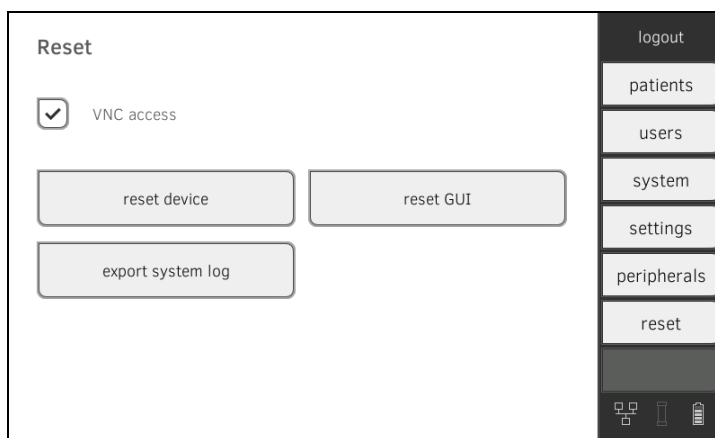 Reset
VNC access
reset device
reset GUI
export system log
logout
patients
users
system
settings
peripherals
reset